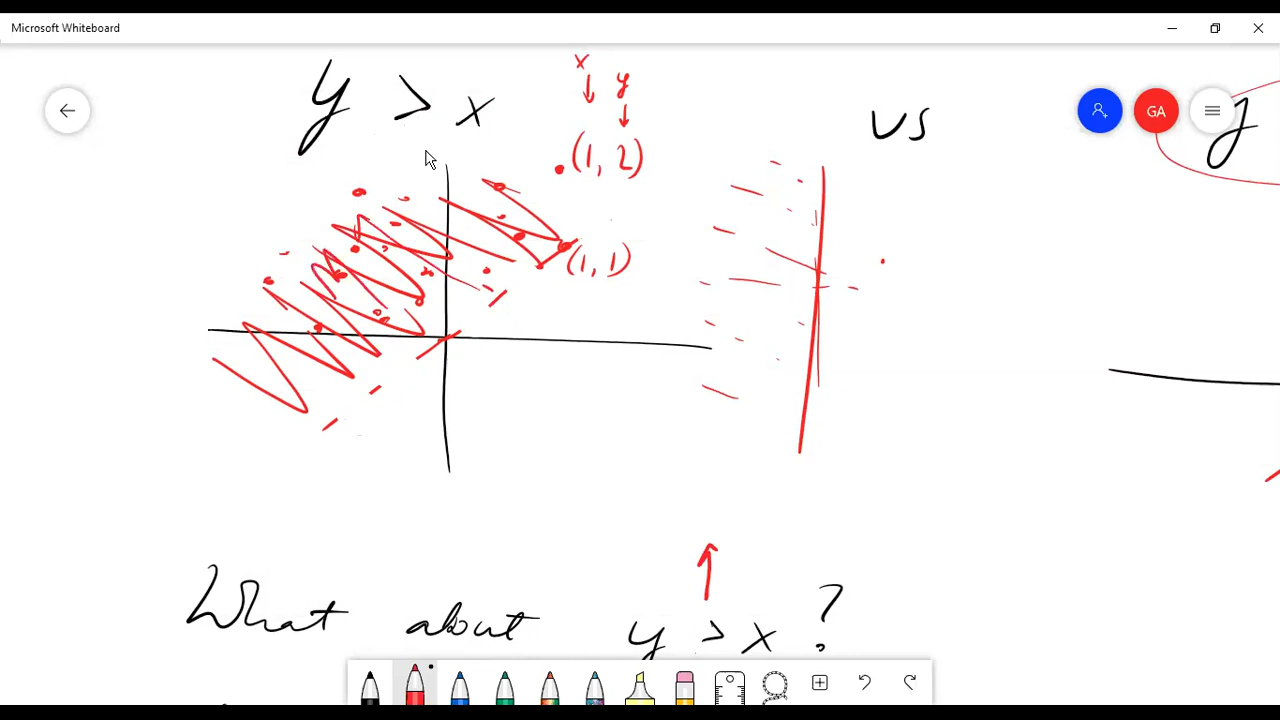 Microsoft Whiteboard
y > x
x y
(1, 2)
vs
y
GA
(1, 1)
What about y > x ?